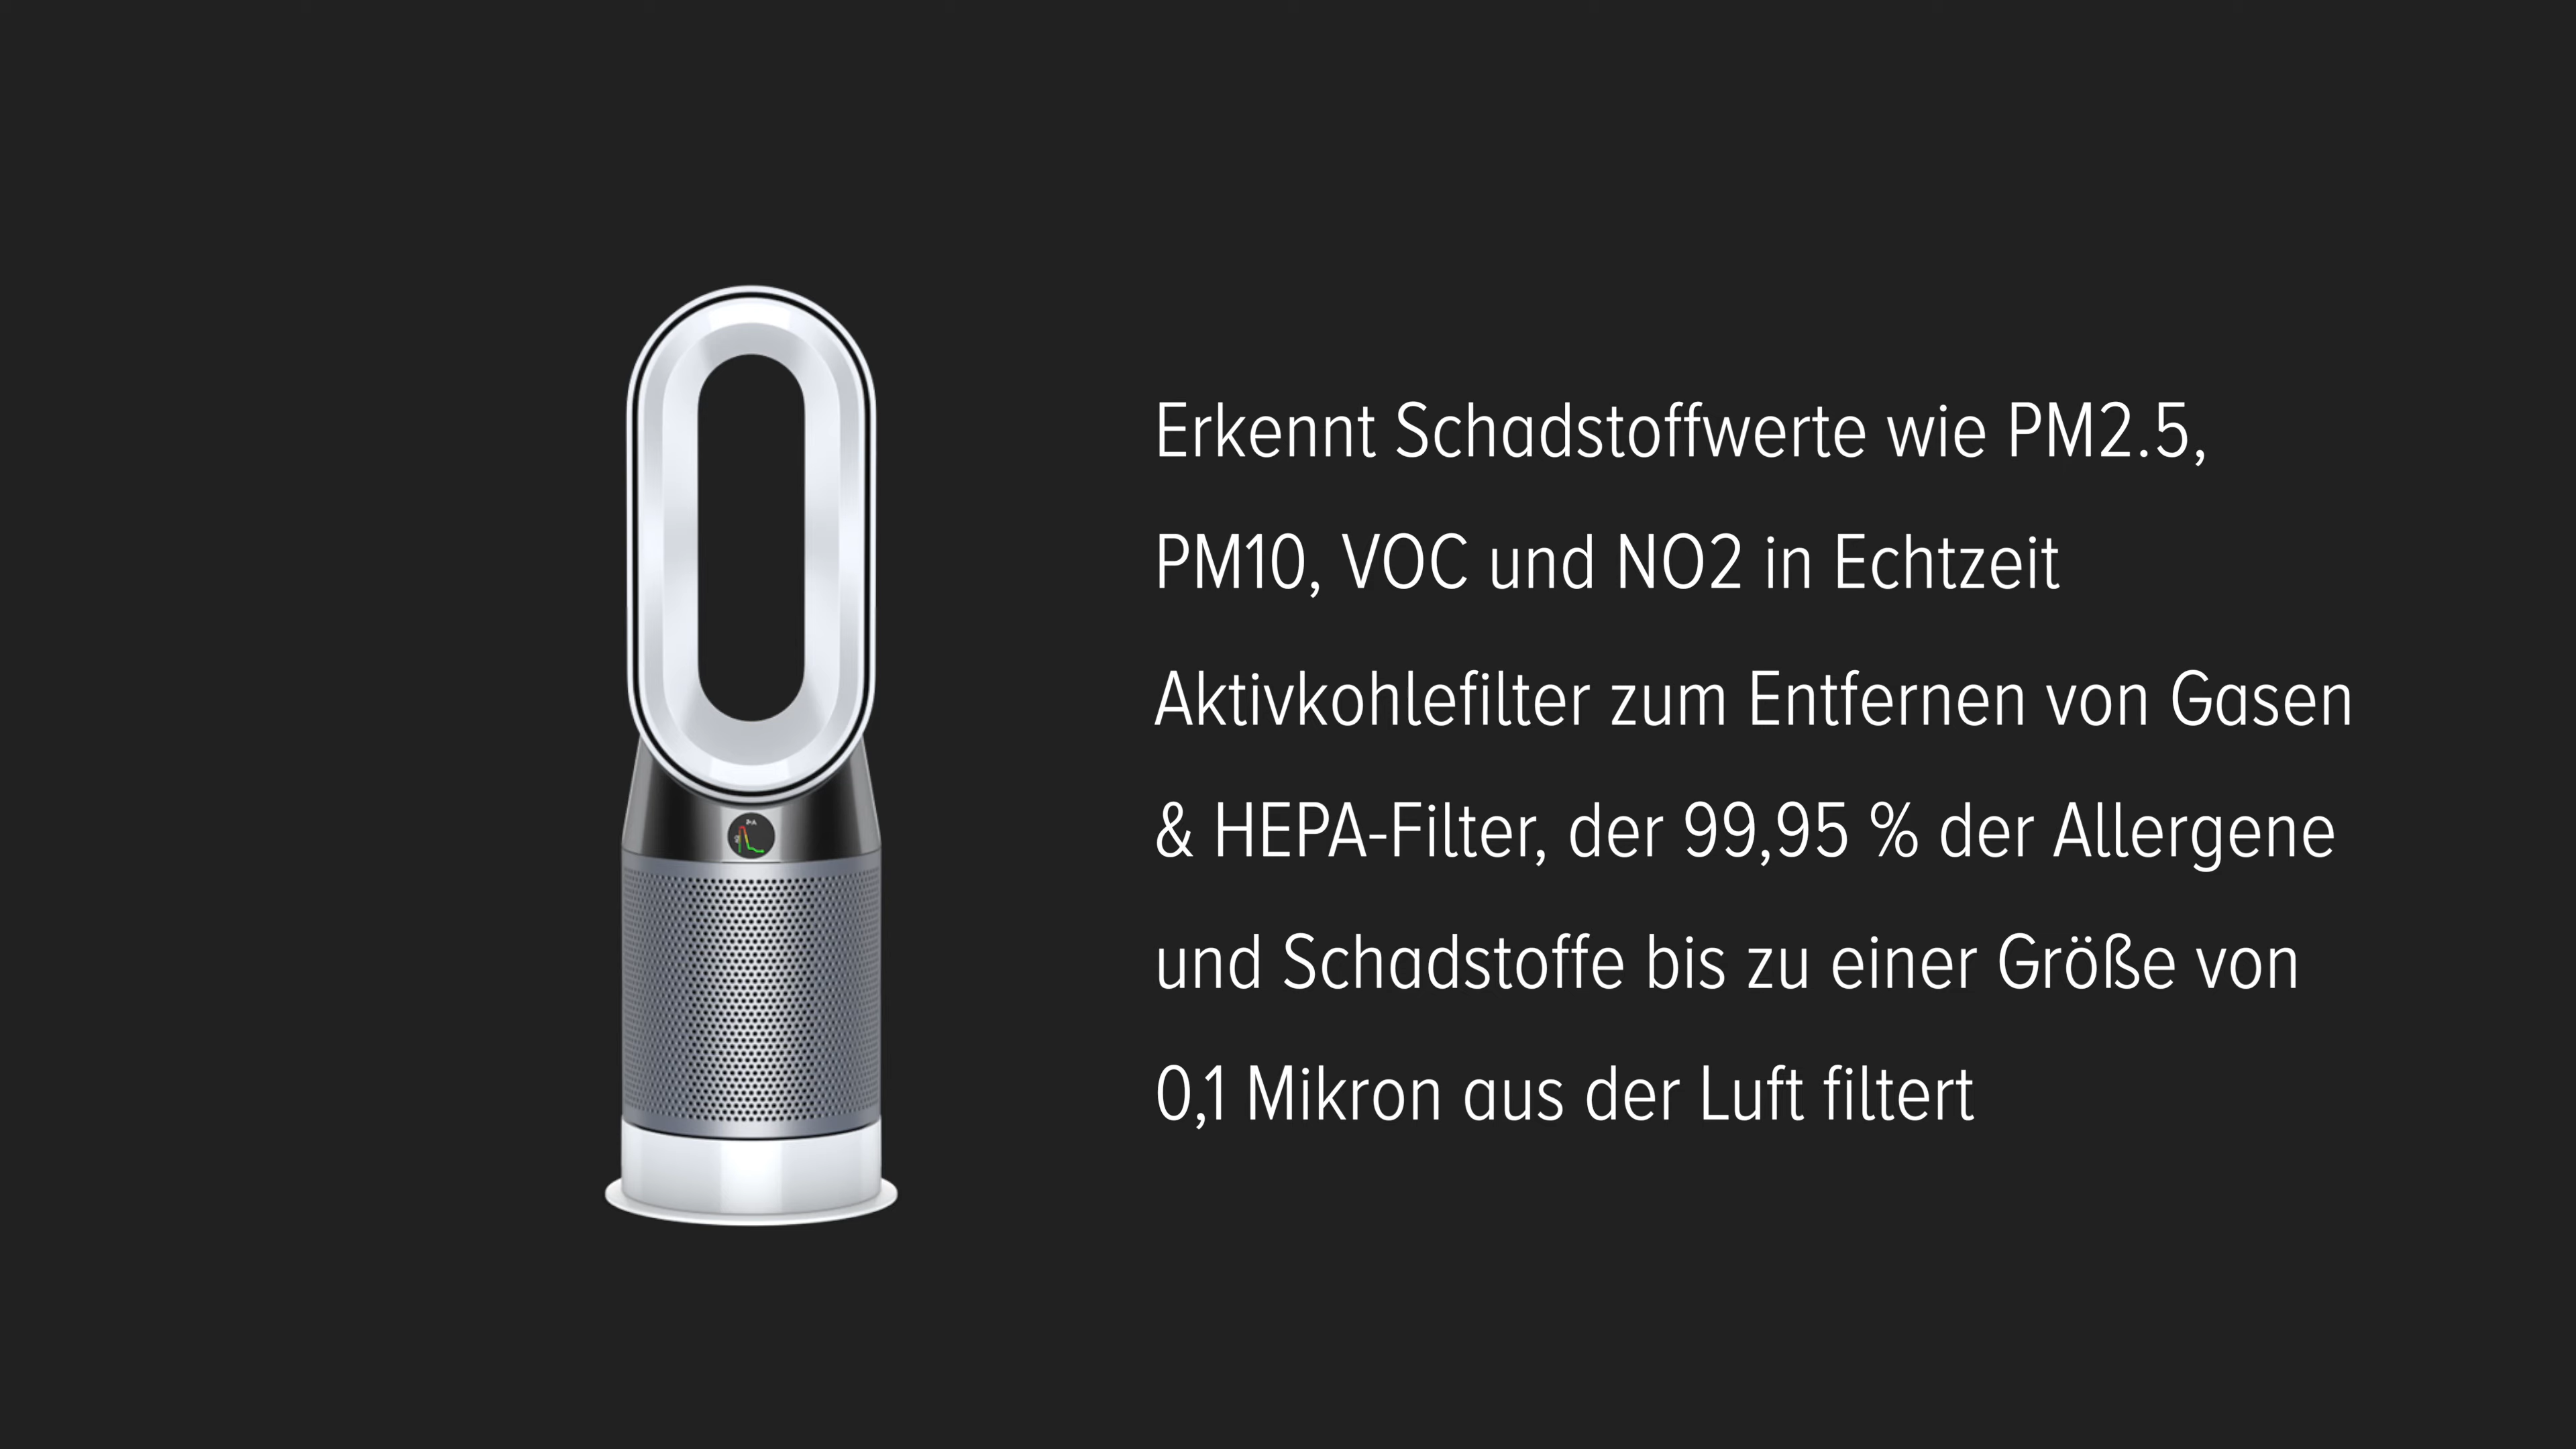 Erkennt Schadstoffwerte wie PM2.5,
PM10, VOC und NO2 in Echtzeit
Aktivkohlefilter zum Entfernen von Gasen
& HEPA-Filter, der 99,95 % der Allergene
und Schadstoffe bis zu einer Größe von
0,1 Mikron aus der Luft filtert